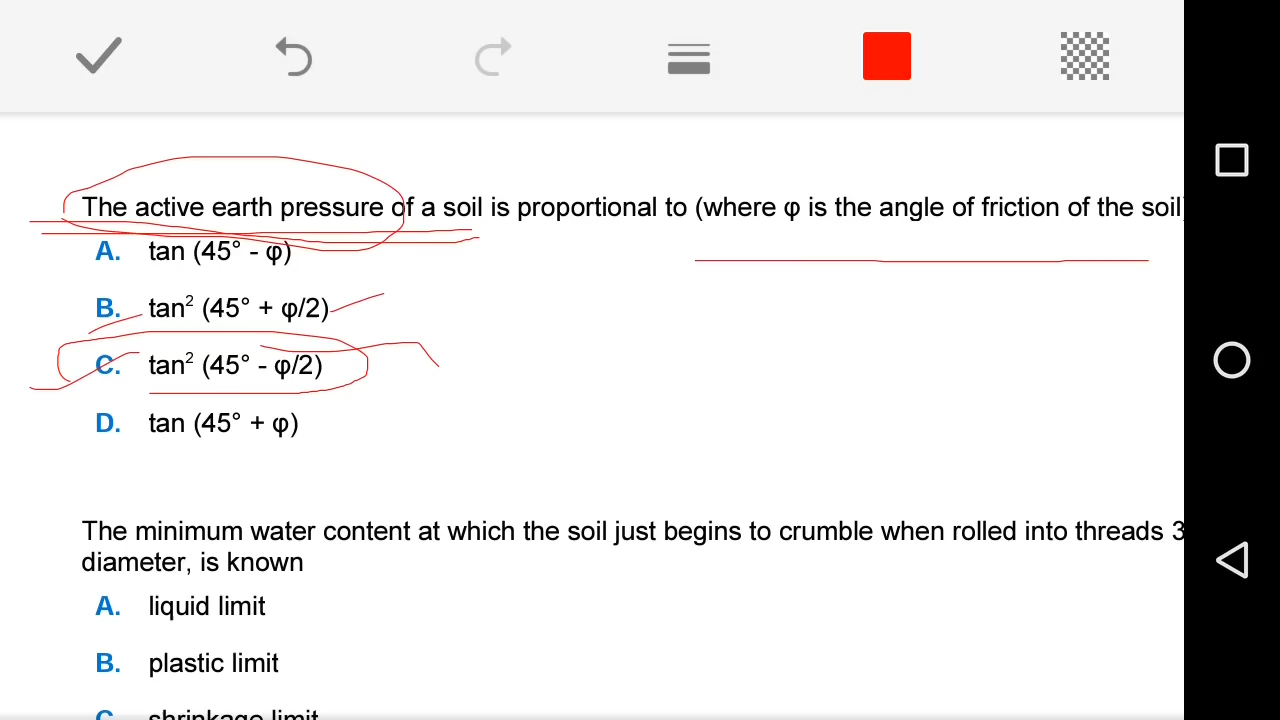 The active earth pressure of a soil is proportional to (where φ is the angle of friction of the soil)
A. tan (45° - φ)
B. tan² (45° + φ/2)
C. tan² (45° - φ/2)
D. tan (45° + φ)
The minimum water content at which the soil just begins to crumble when rolled into threads 3
diameter, is known
A. liquid limit
B. plastic limit
C. shrinkage limit